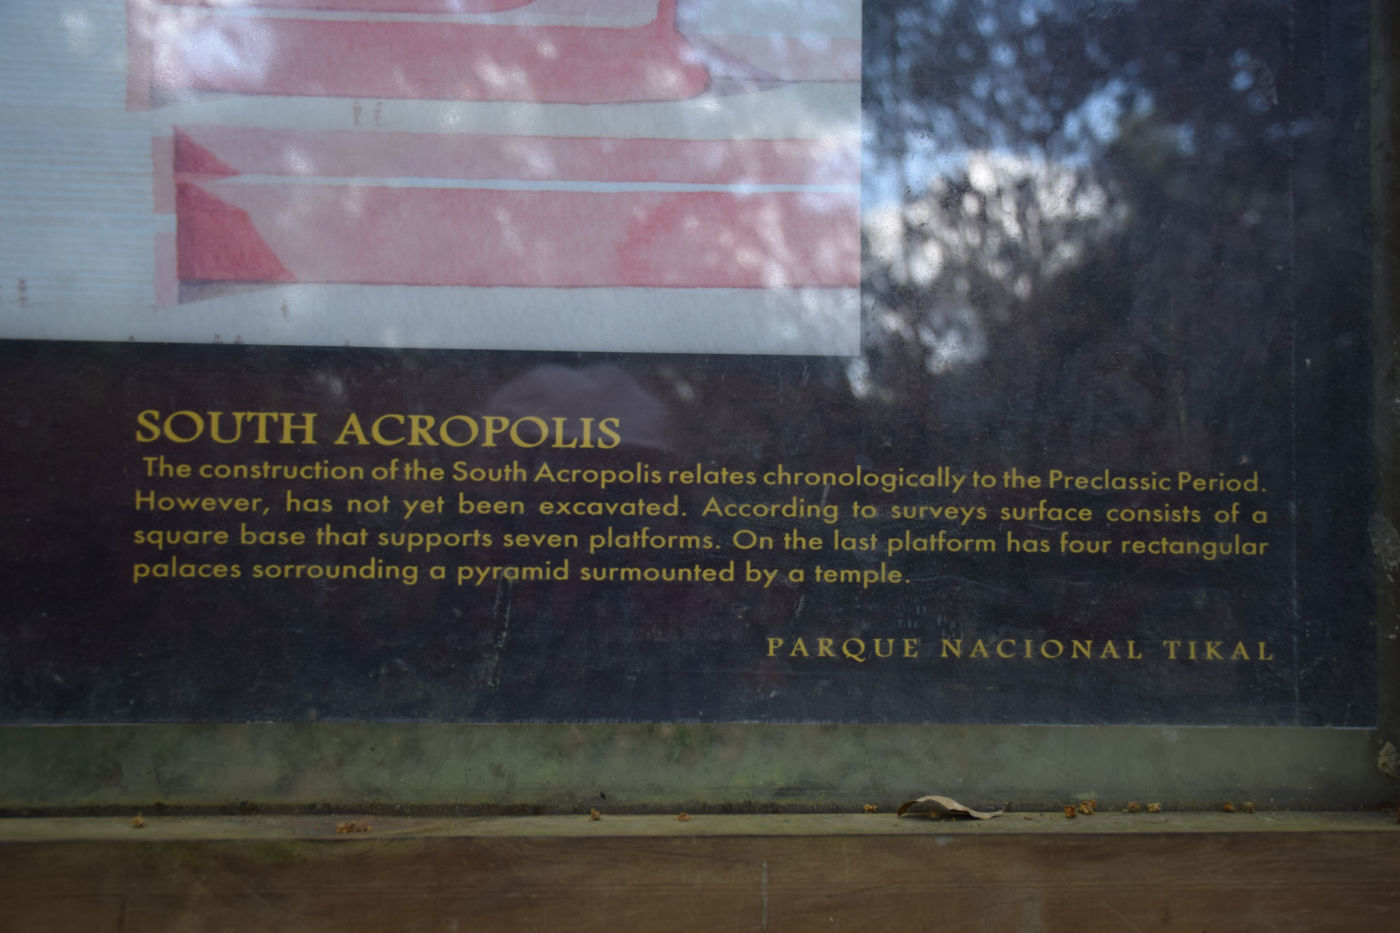 SOUTH ACROPOLIS
The construction of the South Acropolis relates chronologically to the Preclassic Period.
However, has not yet been excavated. According to surveys surface consists of a
square base that supports seven platforms. On the last platform has four rectangular
palaces sorrounding a pyramid surmounted by a temple.
PARQUE NACIONAL TIKAL